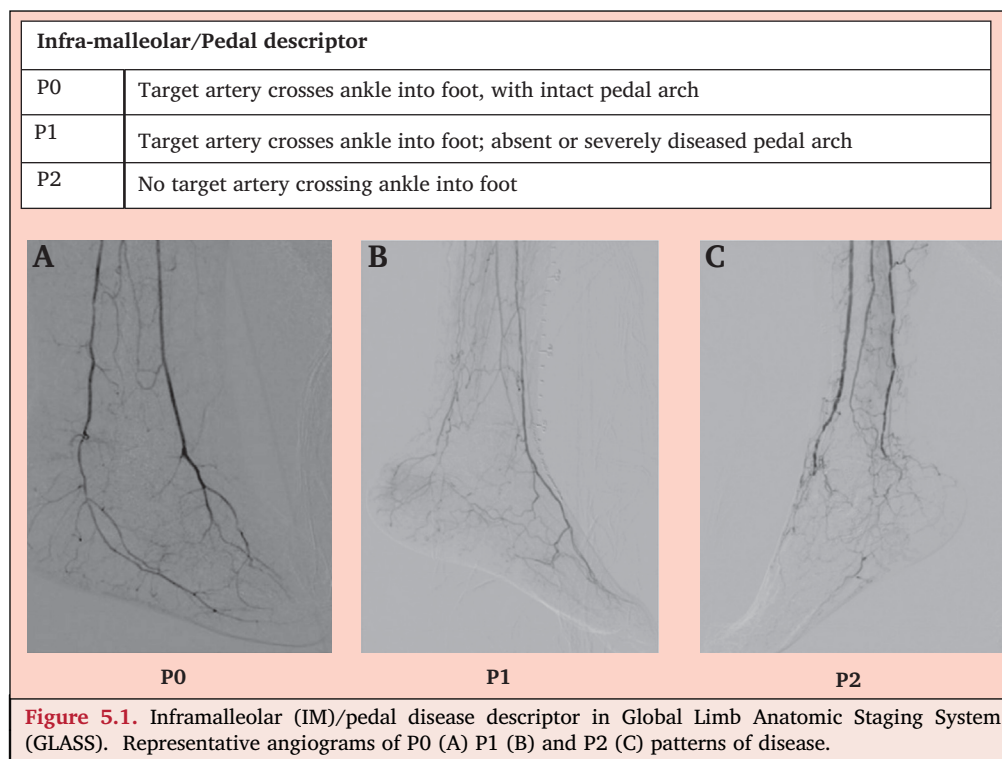 Infra-malleolar/Pedal descriptor
P0 Target artery crosses ankle into foot, with intact pedal arch
P1 Target artery crosses ankle into foot; absent or severely diseased pedal arch
P2 No target artery crossing ankle into foot
A B C
P0 P1 P2
Figure 5.1. Inframalleolar (IM)/pedal disease descriptor in Global Limb Anatomic Staging System
(GLASS). Representative angiograms of P0 (A) P1 (B) and P2 (C) patterns of disease.